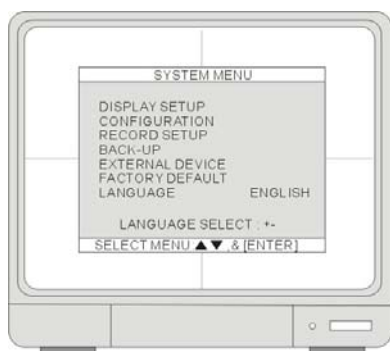 SYSTEM MENU
DISPLAY SETUP
CONFIGURATION
RECORD SETUP
BACK-UP
EXTERNAL DEVICE
FACTORY DEFAULT
LANGUAGE ENGLISH
LANGUAGE SELECT : +-
SELECT MENU ▲ ▼ ,& [ENTER]